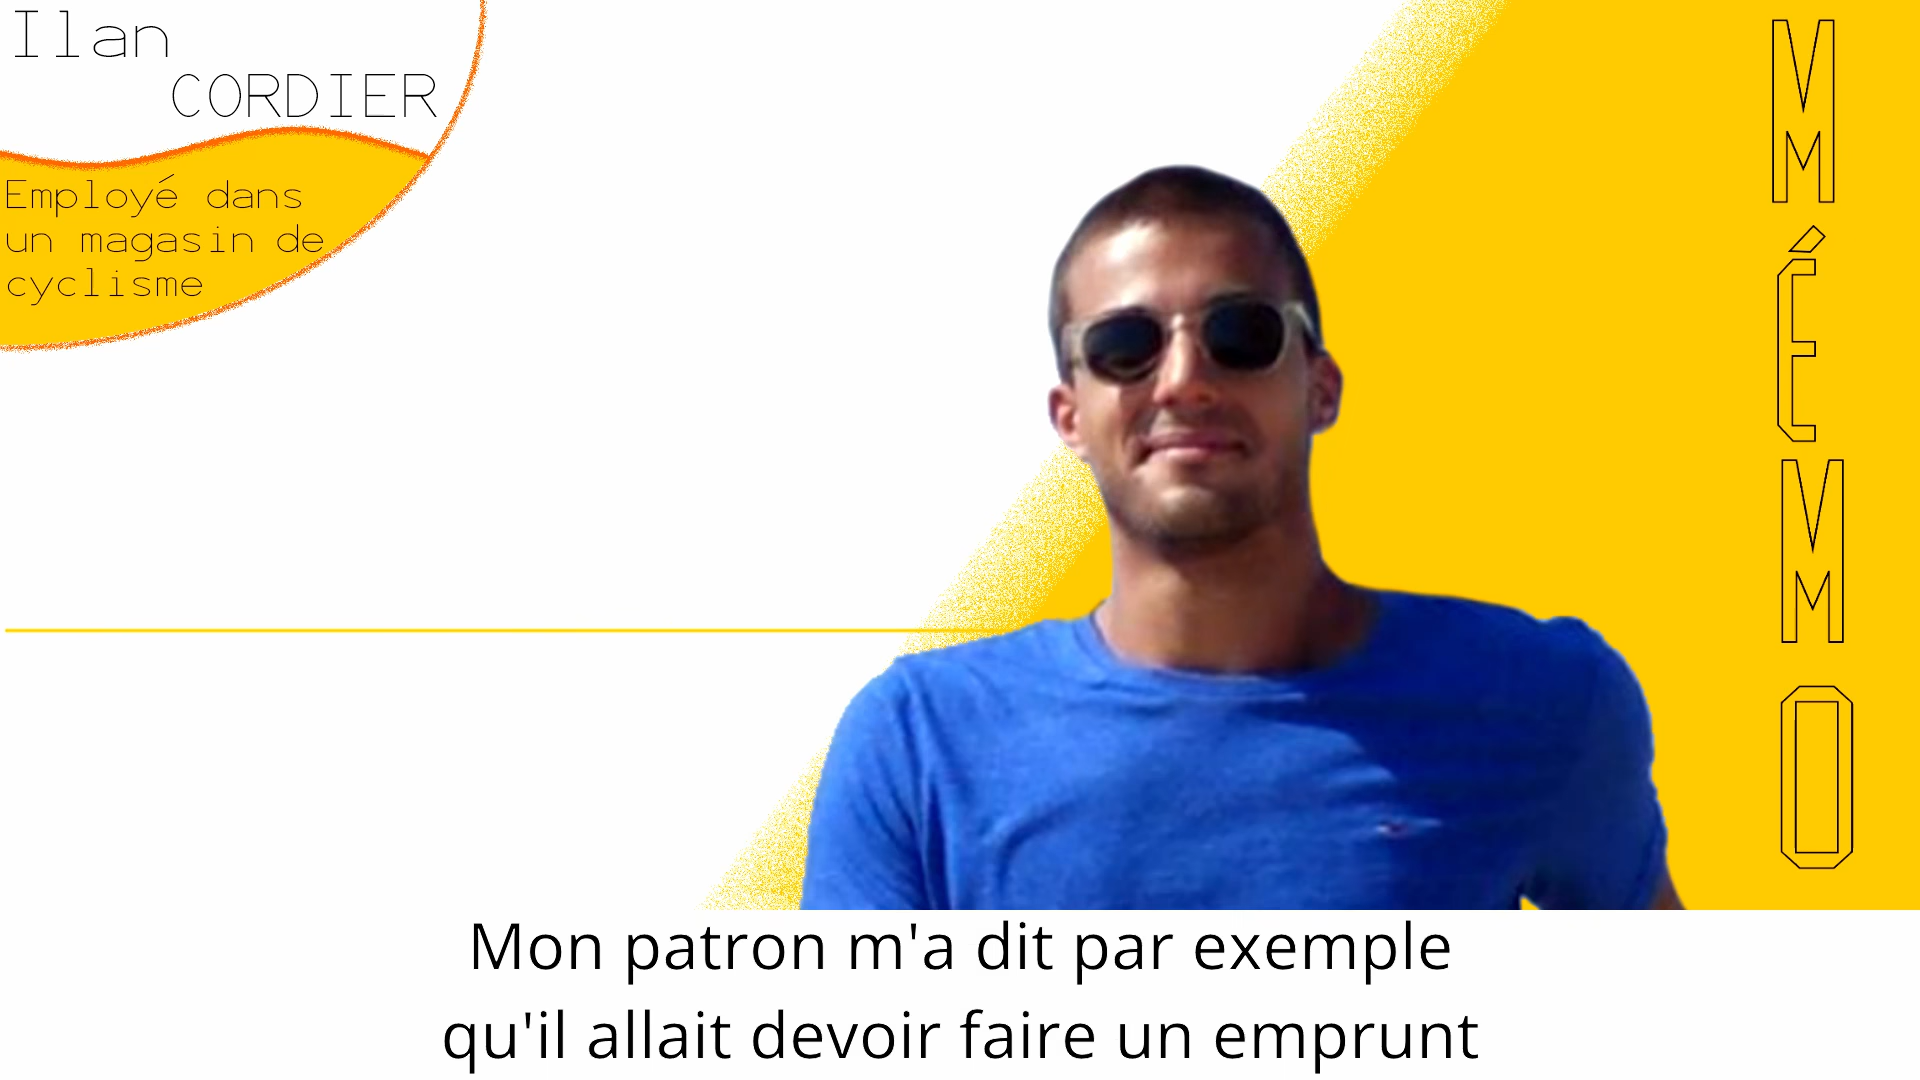 Ilan
CORDIER
Employé dans
un magasin de
cyclisme
MÉMO
Mon patron m'a dit par exemple
qu'il allait devoir faire un emprunt